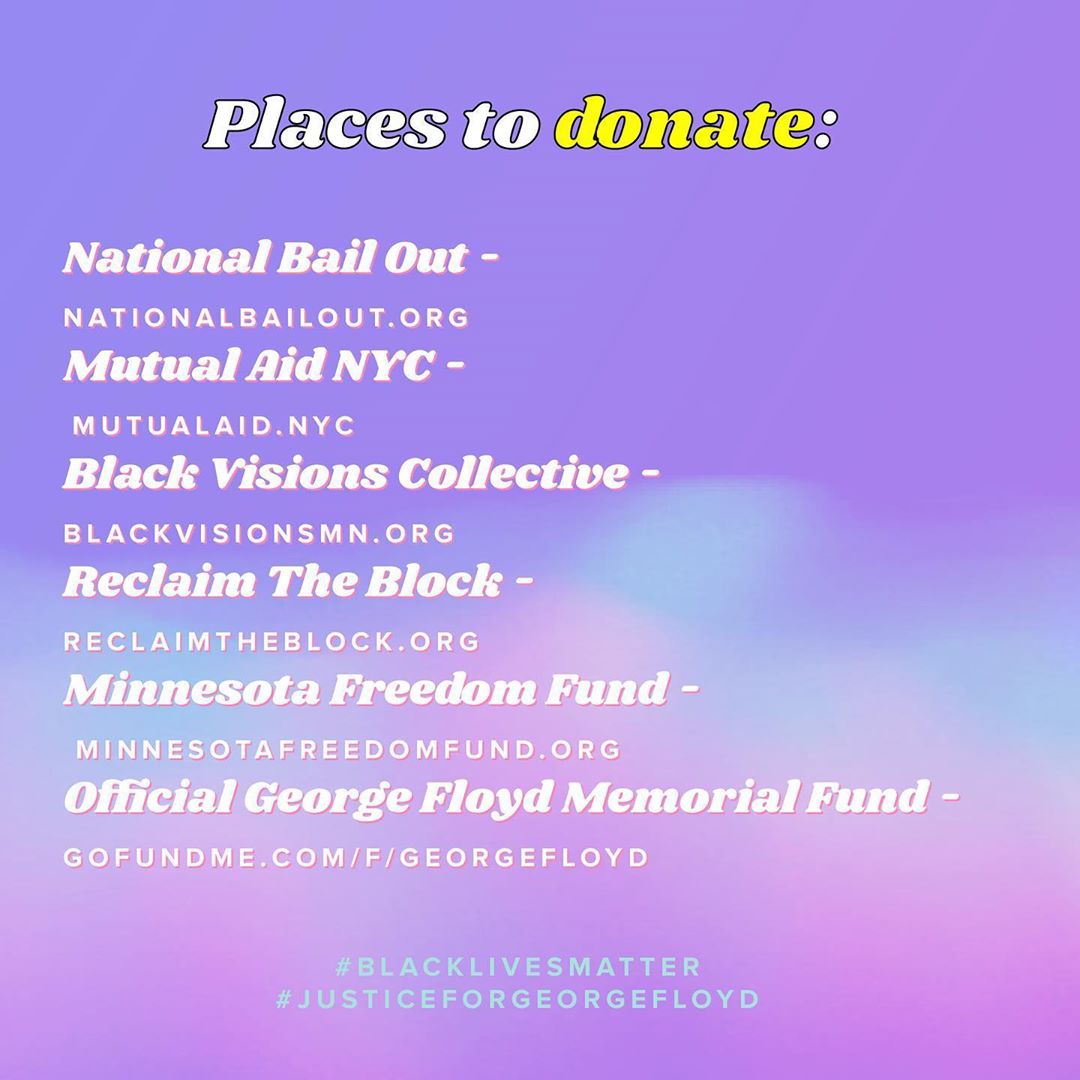 Places to donate:
National Bail Out -
NATIONALBAILOUT.ORG
Mutual Aid NYC -
MUTUALAID.NYC
Black Visions Collective -
BLACKVISIONSMN.ORG
Reclaim The Block -
RECLAIMTHEBLOCK.ORG
Minnesota Freedom Fund -
MINNESOTAFREEDOMFUND.ORG
Official George Floyd Memorial Fund -
GOFUNDME.COM/F/GEORGEFLOYD
#BLACKLIVESMATTER
#JUSTICEFORGEORGEFLOYD